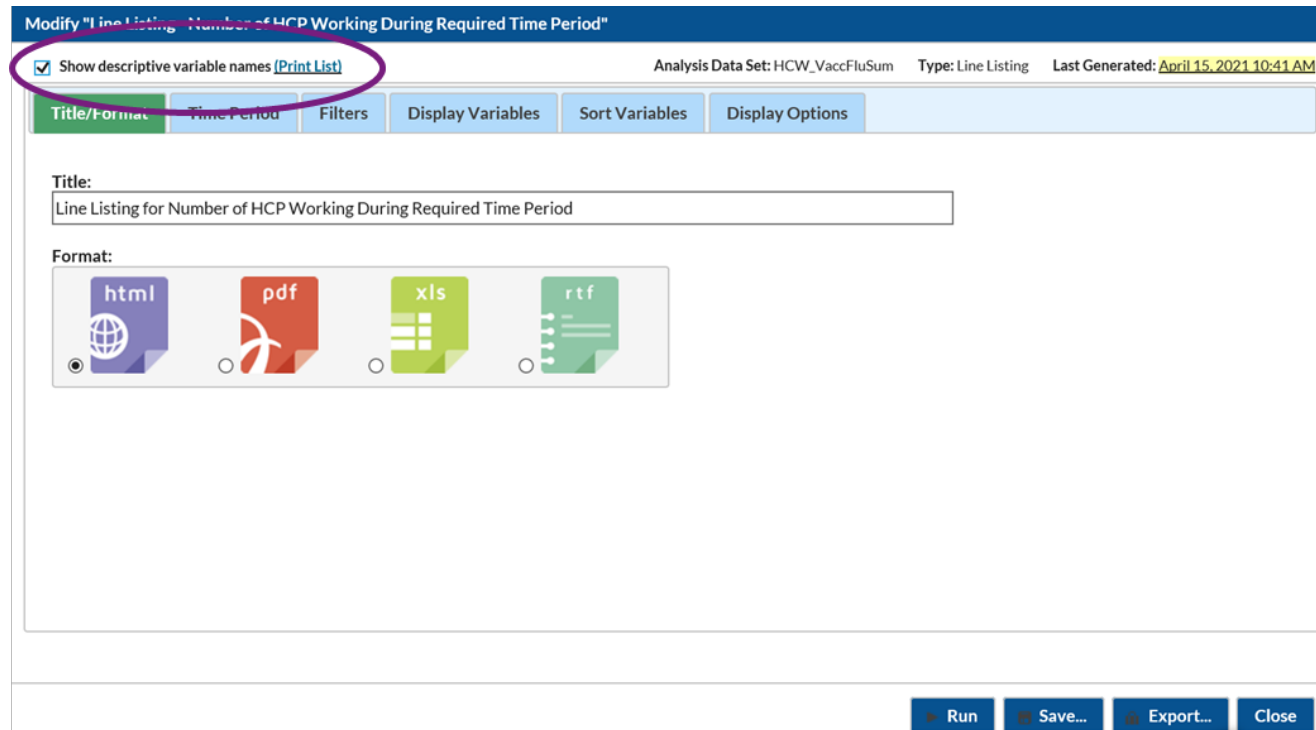 Modify "Line Listing - Number of HCP Working During Required Time Period"
Show descriptive variable names (Print List) Analysis Data Set: HCW_VaccFluSum Type: Line Listing Last Generated: April 15, 2021 10:41 AM
Title/Format Time Period Filters Display Variables Sort Variables Display Options
Title:
Line Listing for Number of HCP Working During Required Time Period
Format:
html pdf xls rtf
Run Save... Export... Close